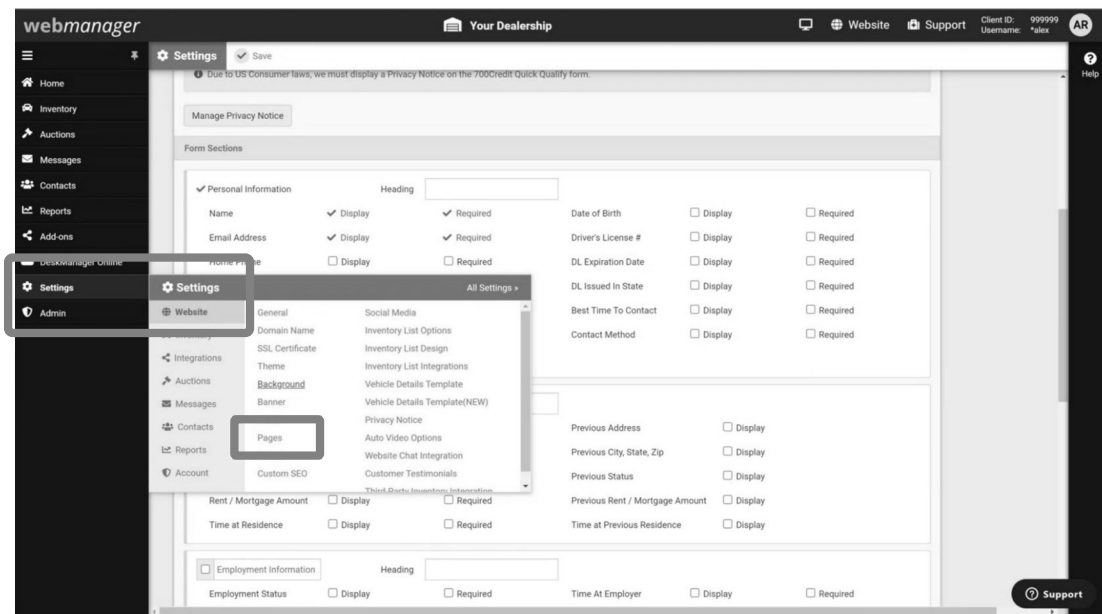 webmanager
Your Dealership
Website
Support
Client ID: 999999
Username: *alex
AR
Settings
Save
Help
Home
Inventory
Auctions
Messages
Contacts
Reports
Add-ons
DeskManager Online
Settings
Admin
Due to US Consumer laws, we must display a Privacy Notice on the 700Credit Quick Qualify form.
Manage Privacy Notice
Form Sections
Personal Information Heading
Name Display Required Date of Birth Display Required
Email Address Display Required Driver's License # Display Required
Home Phone Display Required DL Expiration Date Display Required
DL Issued In State Display Required
Best Time To Contact Display Required
Contact Method Display Required
Settings All Settings »
Website
Integrations
Auctions
Messages
Contacts
Reports
Account
General
Domain Name
SSL Certificate
Theme
Background
Banner
Pages
Custom SEO
Social Media
Inventory List Options
Inventory List Design
Inventory List Integrations
Vehicle Details Template
Vehicle Details Template(NEW)
Privacy Notice
Auto Video Options
Website Chat Integration
Customer Testimonials
Third-Party Inventory Integration
Previous Address Display
Previous City, State, Zip Display
Previous Status Display
Rent / Mortgage Amount Display Required Previous Rent / Mortgage Amount Display
Time at Residence Display Required Time at Previous Residence Display
Employment Information Heading
Employment Status Display Required Time At Employer Display Required
Support